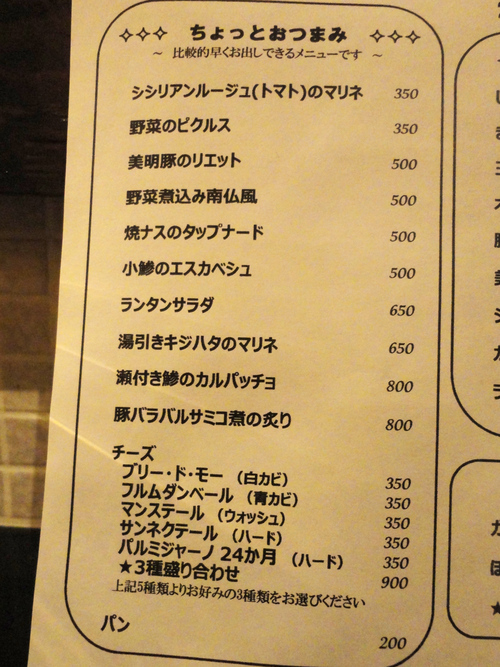 ✧✧✧ ちょっとおつまみ ✧✧✧
～ 比較的早くお出しできるメニューです ～
シシリアンルージュ(トマト)のマリネ 350
野菜のピクルス 350
美明豚のリエット 500
野菜煮込み南仏風 500
焼ナスのタップナード 500
小鯵のエスカベシュ 500
ランタンサラダ 650
湯引きキジハタのマリネ 650
瀬付き鯵のカルパッチョ 800
豚バラバルサミコ煮の炙り 800
チーズ
ブリー・ド・モー （白カビ） 350
フルムダンベール （青カビ） 350
マンステール （ウォッシュ） 350
サンネクテール （ハード） 350
パルミジャーノ 24か月 （ハード） 350
★3種盛り合わせ 900
上記5種類よりお好みの3種類をお選びください
パン 200